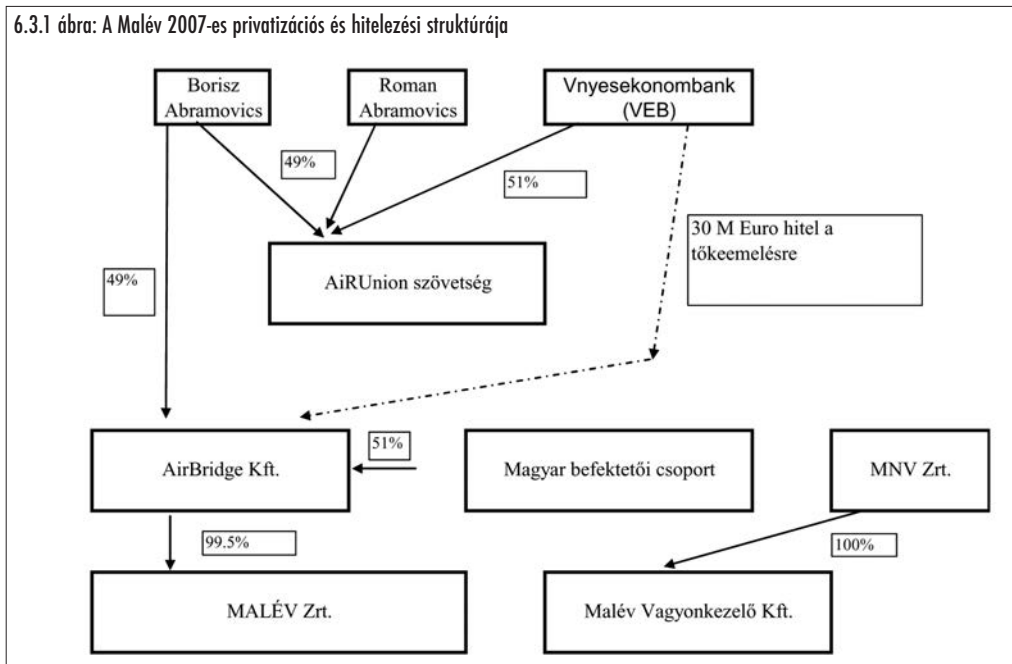 6.3.1 ábra: A Malév 2007-es privatizációs és hitelezési struktúrája
Borisz
Abramovics
Roman
Abramovics
Vnyesekonombank
(VEB)
49%
51%
30 M Euro hitel a
tőkeemelésre
AiRUnion szövetség
49%
AirBridge Kft.
51%
Magyar befektetői csoport
MNV Zrt.
99.5%
100%
MALÉV Zrt.
Malév Vagyonkezelő Kft.